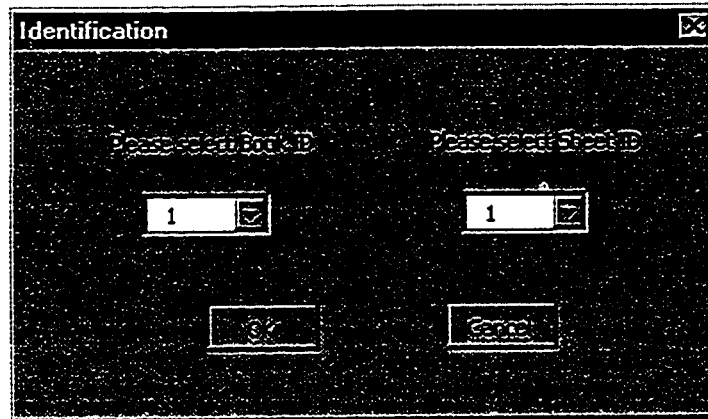 Identification
Please select Book ID
Please select Sheet ID
1
1
OK
Cancel